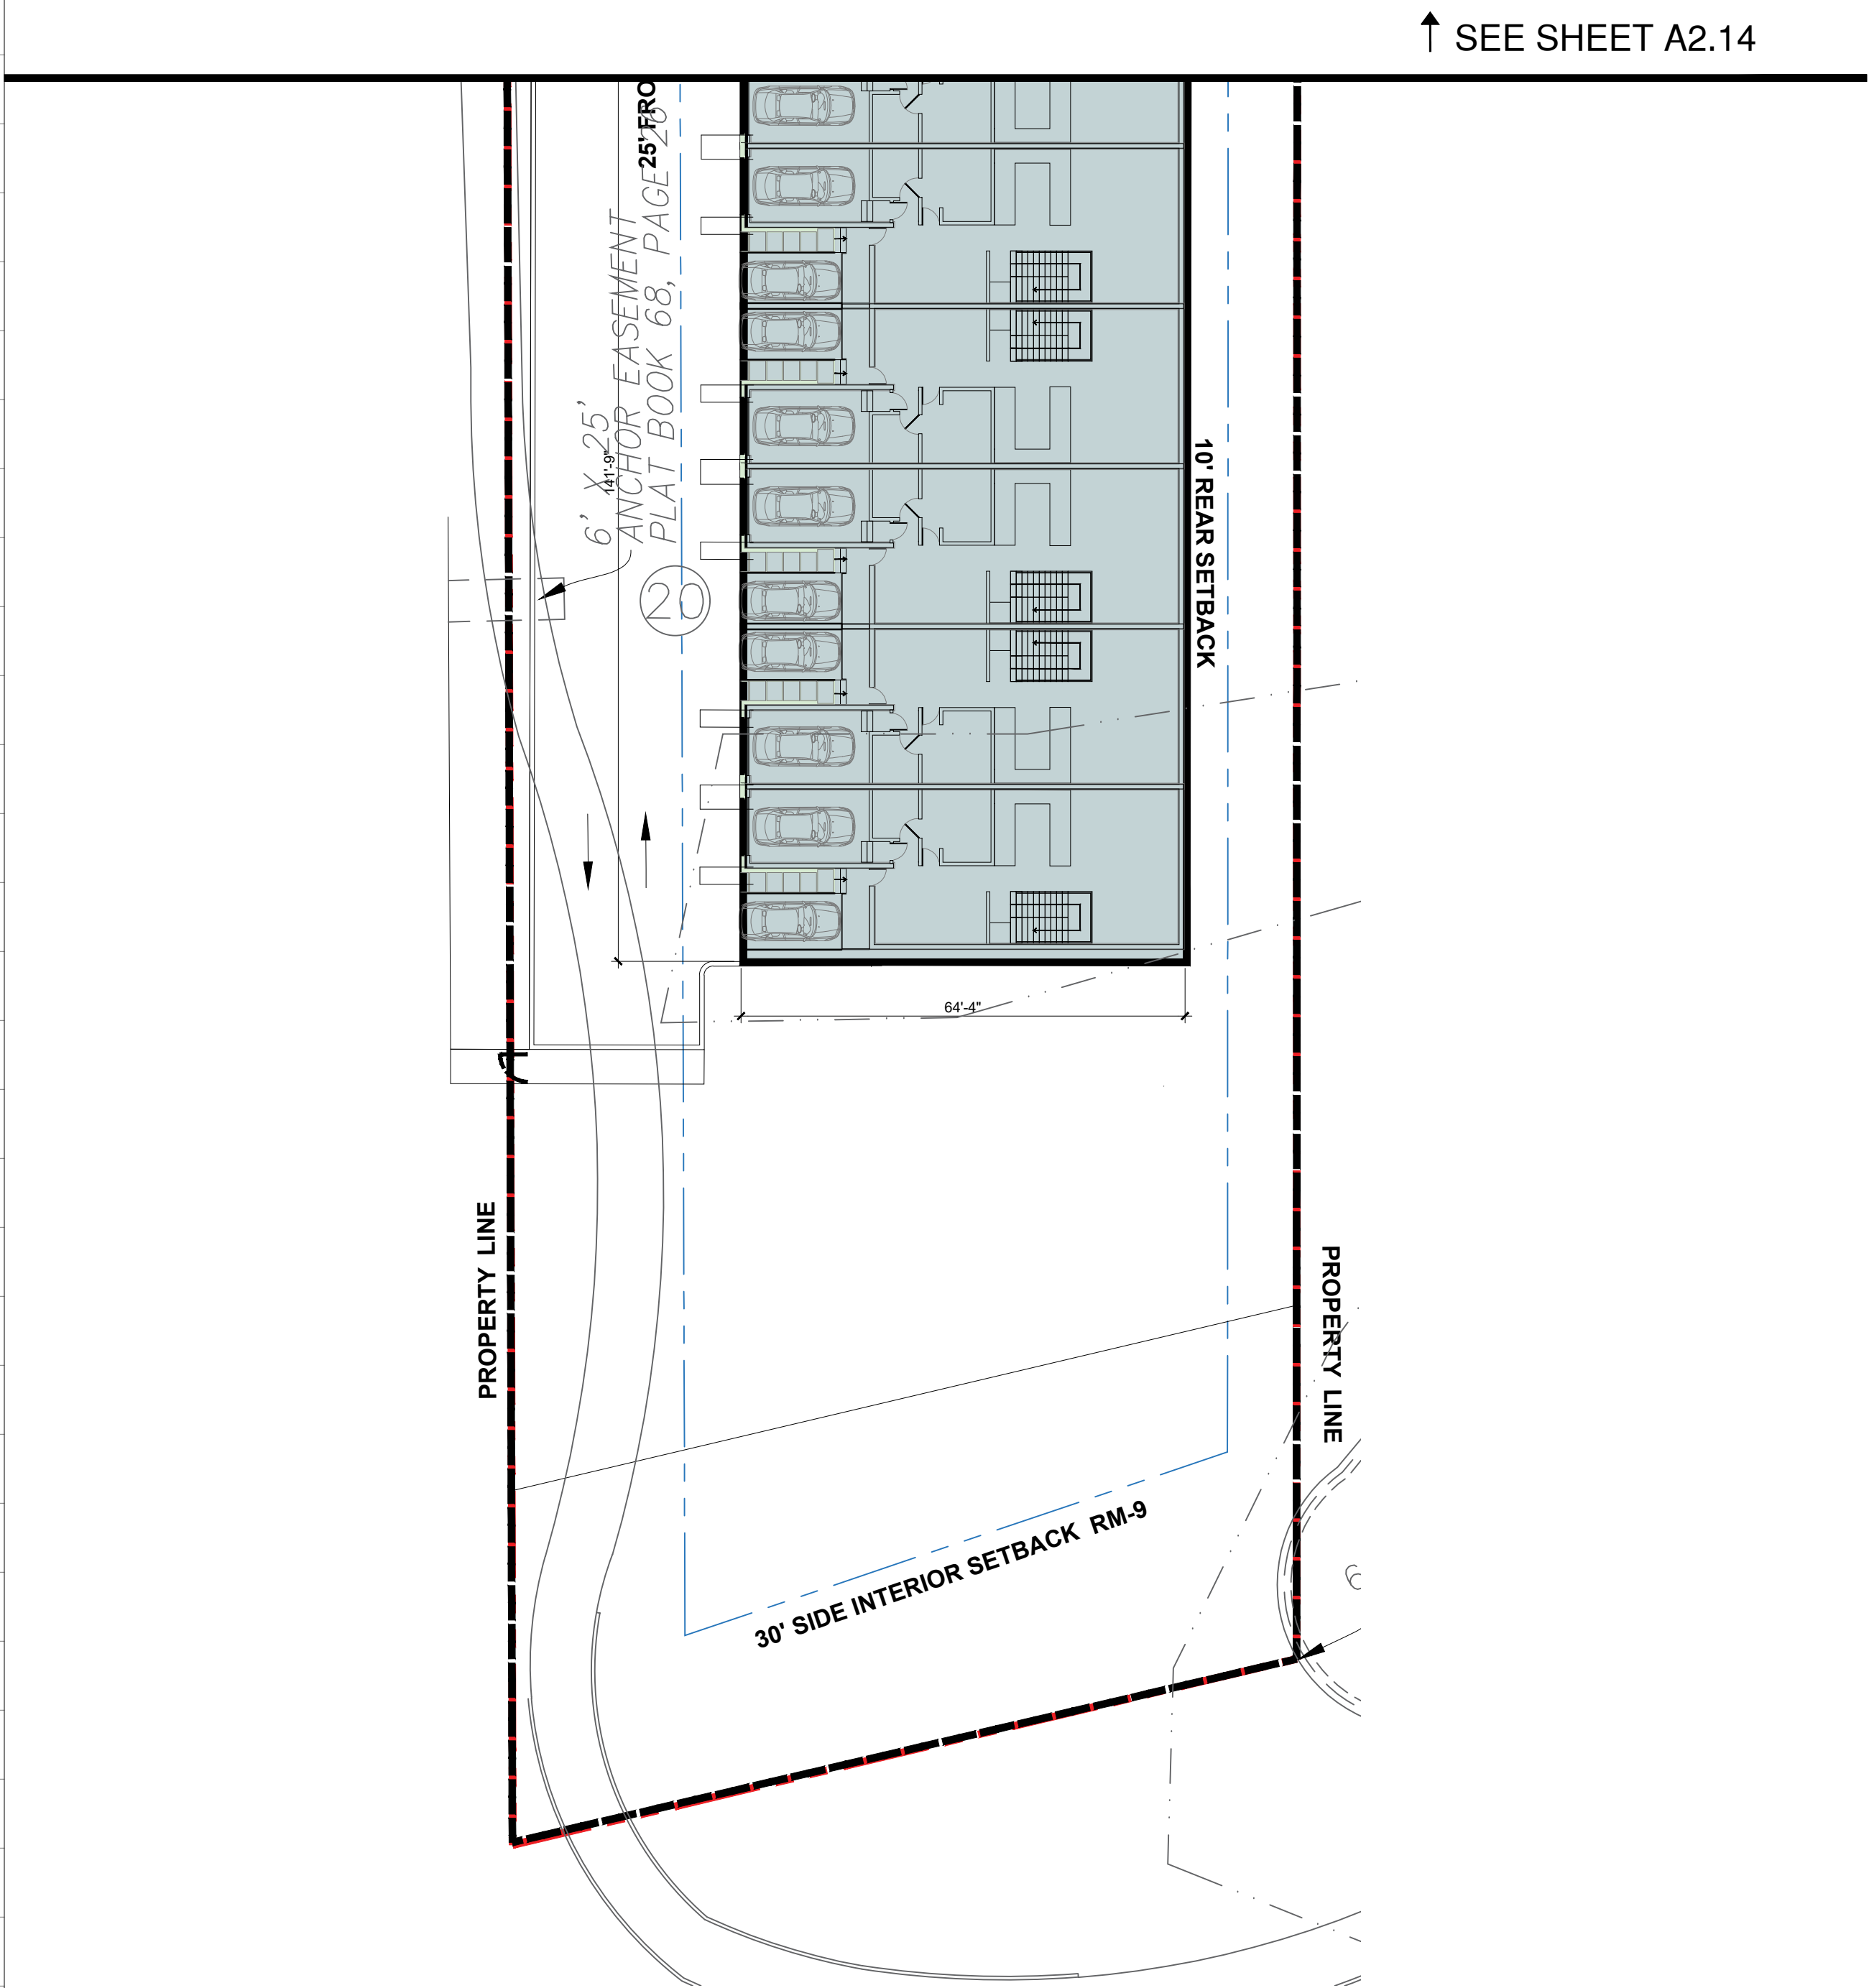 SEE SHEET A2.14
25' FRO
6' X 25'
ANCHOR EASEMENT
PLAT BOOK 68, PAGE 26
141'-9"
20
10' REAR SETBACK
64'-4"
PROPERTY LINE
PROPERTY LINE
30' SIDE INTERIOR SETBACK RM-9